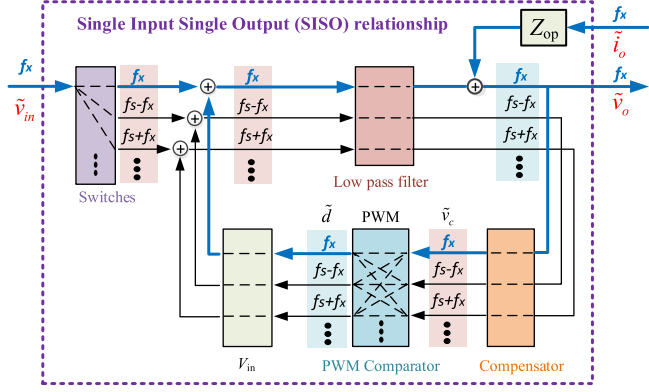 Single Input Single Output (SISO) relationship
Zop
fx
ĩo
fx
ṽin
fx
fs-fx
fs+fx
Switches
fx
fs-fx
fs+fx
Low pass filter
fx
fs-fx
fs+fx
fx
ṽo
d̃
PWM
ṽc
fx
fs-fx
fs+fx
fx
fs-fx
fs+fx
Vin
PWM Comparator
Compensator